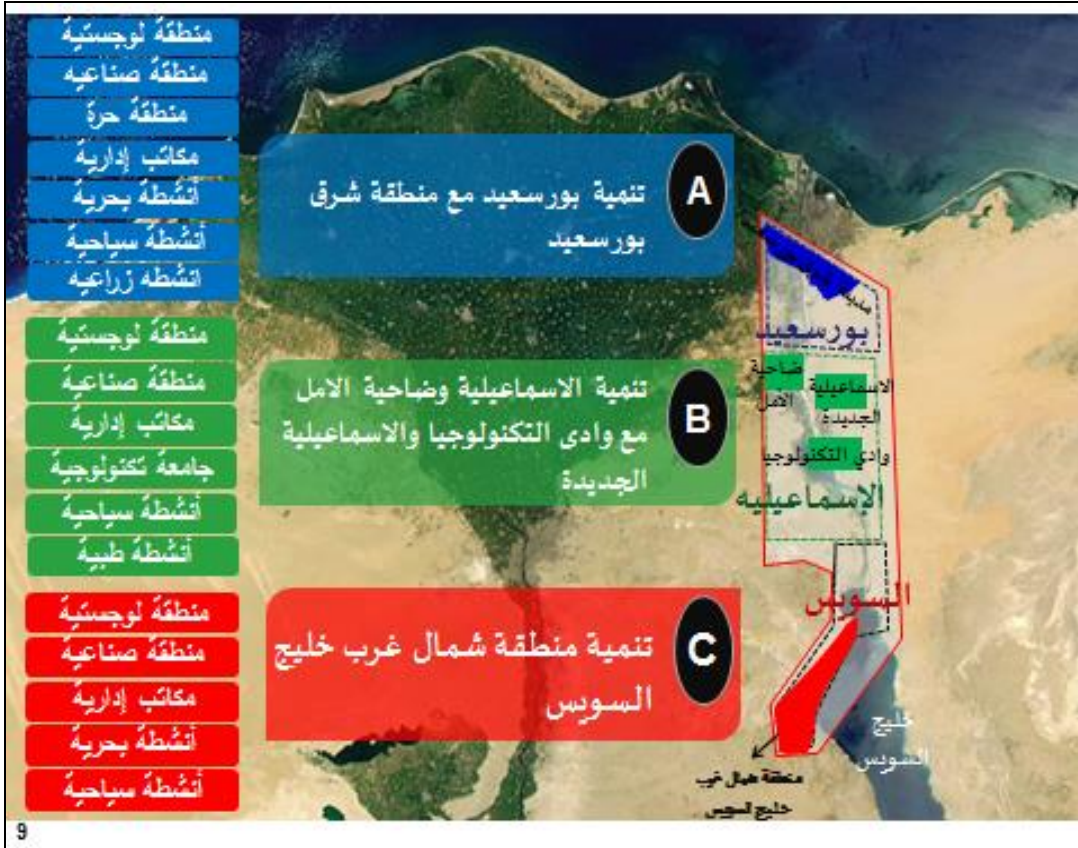 منطقة لوجستية
منطقة صناعيه
منطقة حرة
مكاتب إدارية
أنشطة بحرية
أنشطة سياحية
انشطه زراعيه
A
تنمية بورسعيد مع منطقة شرق
بورسعيد
منطقة لوجستية
منطقة صناعية
مكاتب إدارية
جامعة تكنولوجية
أنشطة سياحية
أنشطة طبية
B
تنمية الاسماعيلية وضاحية الامل
مع وادى التكنولوجيا والاسماعيلية
الجديدة
منطقة لوجستية
منطقة صناعية
مكاتب إدارية
أنشطة بحرية
أنشطة سياحية
C
تنمية منطقة شمال غرب خليج
السويس
بورسعيد
ضاحية
الامل
الاسماعيلية
الجديدة
وادي التكنولوجيا
الإسماعيليه
السويس
خليج
السويس
منطقة شمال غرب
خليج السويس
9